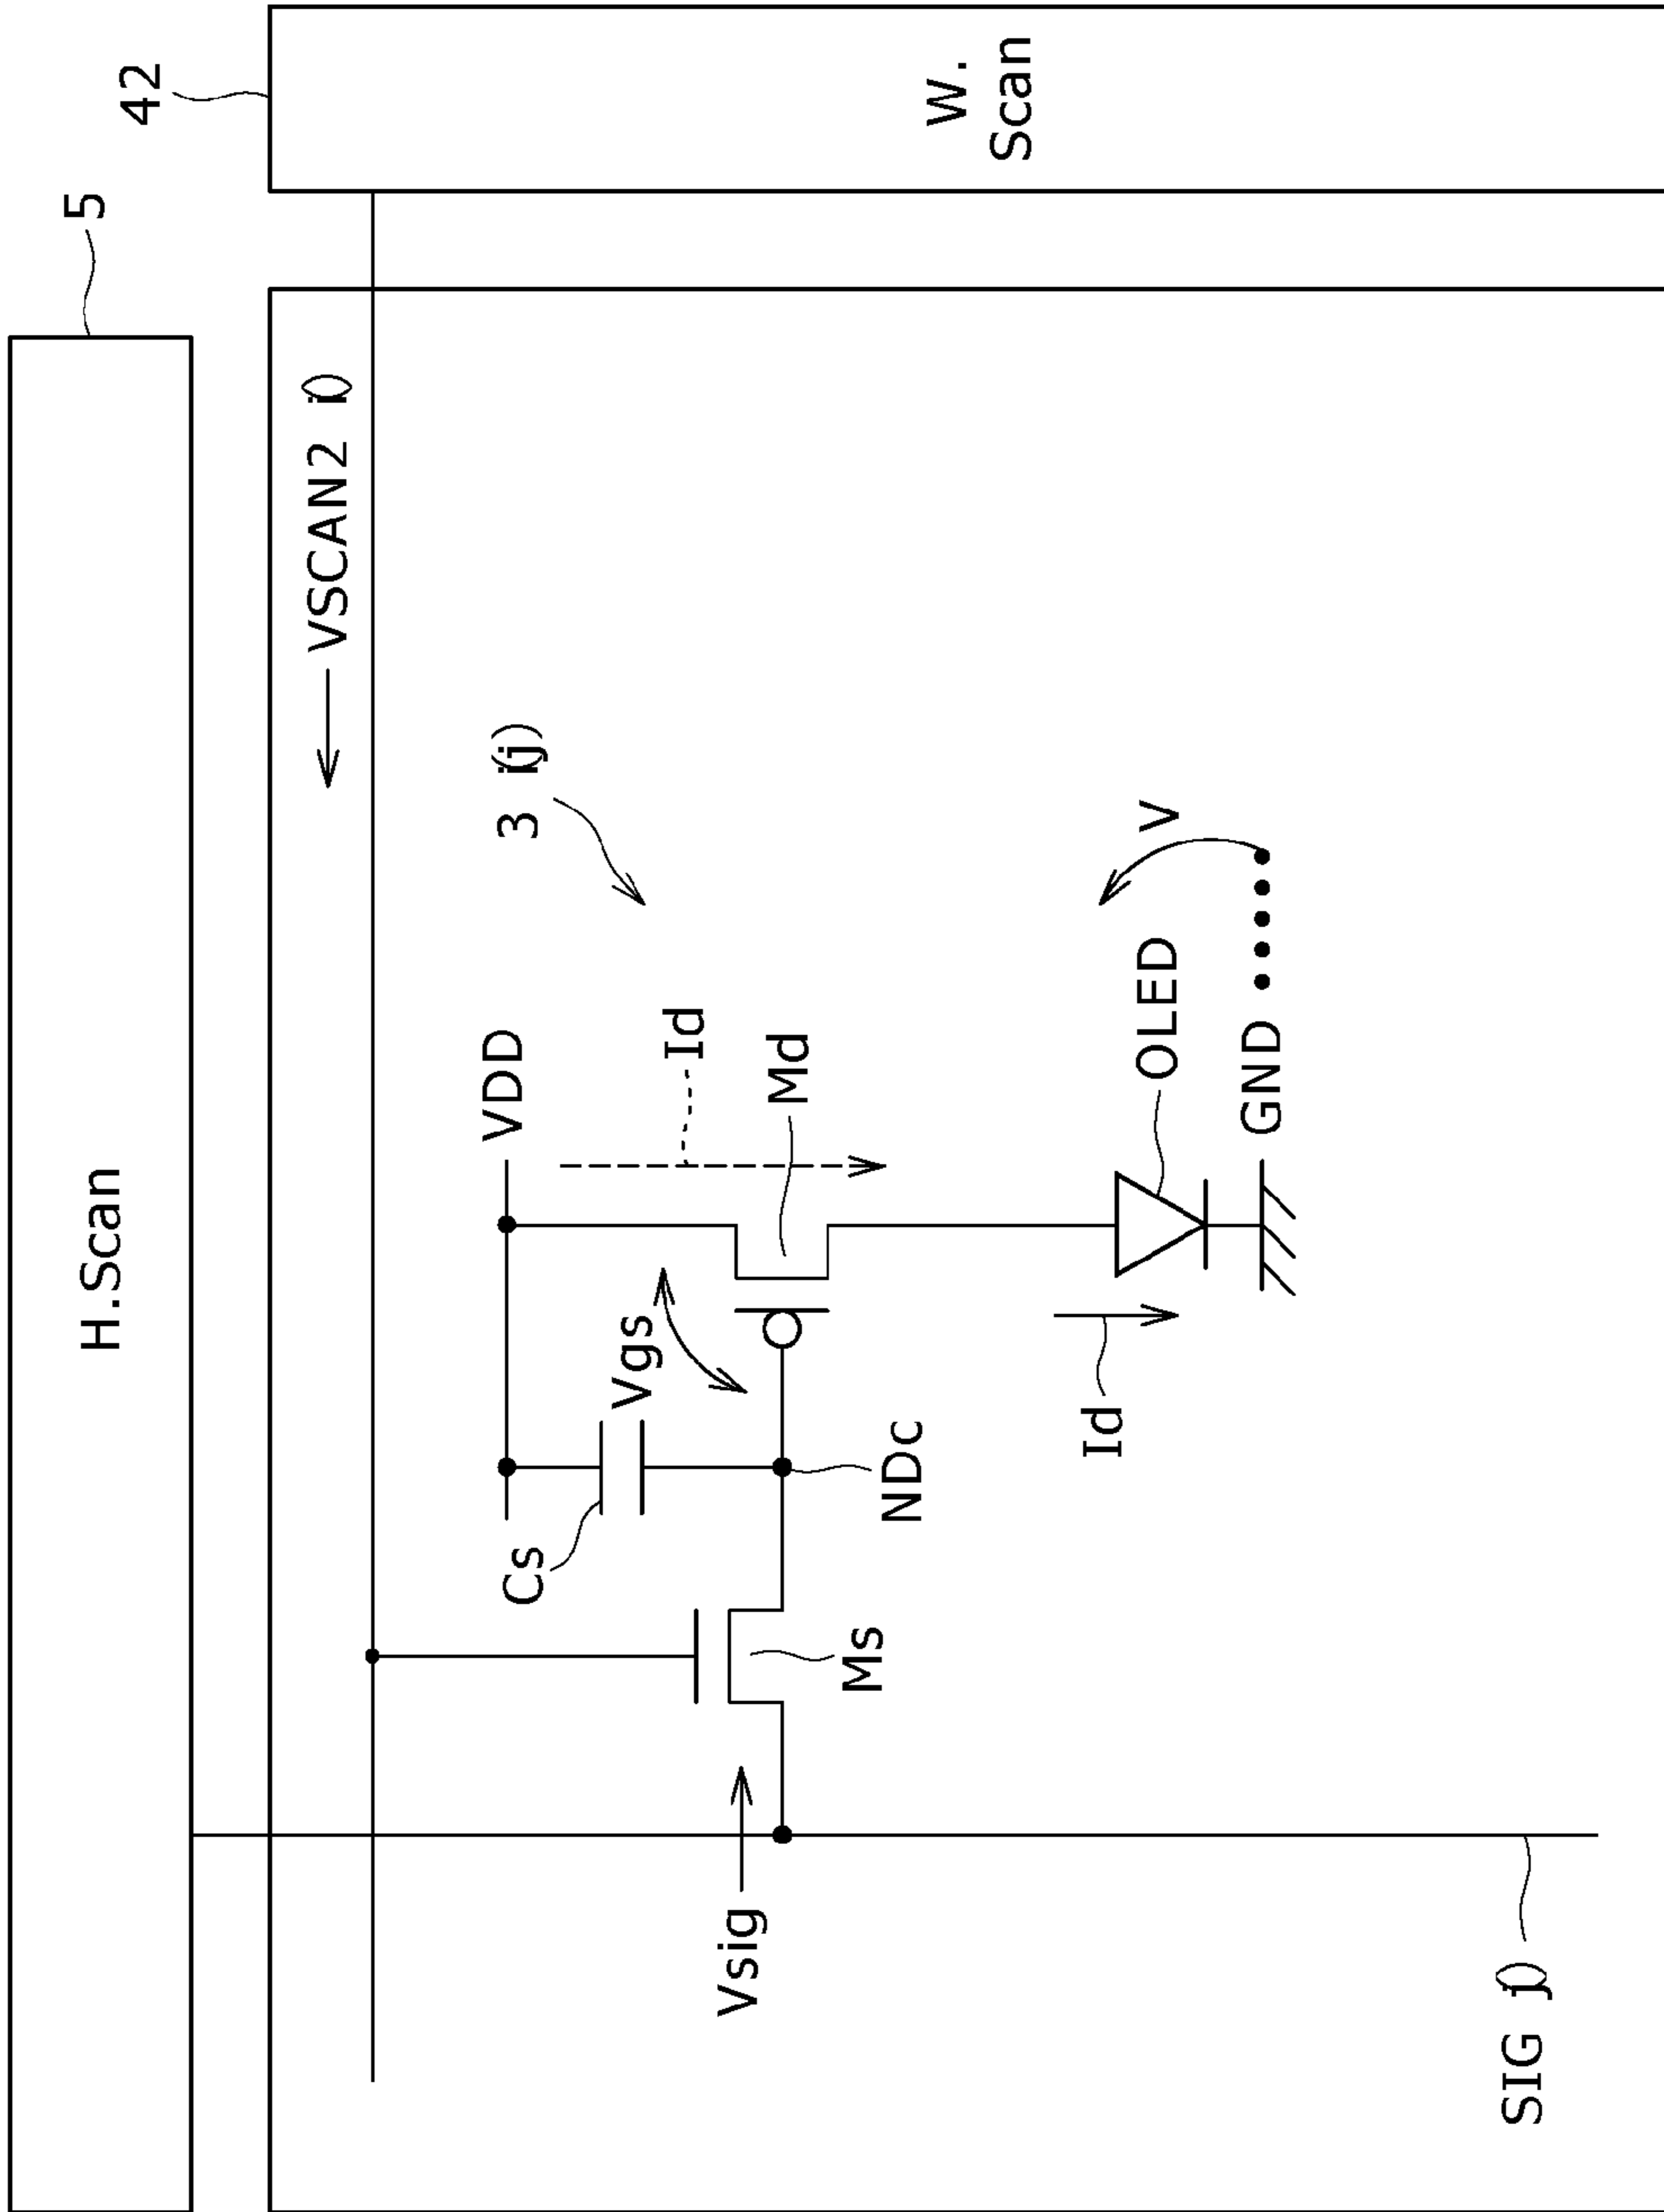 H.Scan
5
42
W.
Scan
VSCAN2 (i)
3 (i,j)
VDD
Id
Cs
Vgs
Md
Vsig
Ms
NDc
Id
OLED
V
GND
SIG (j)